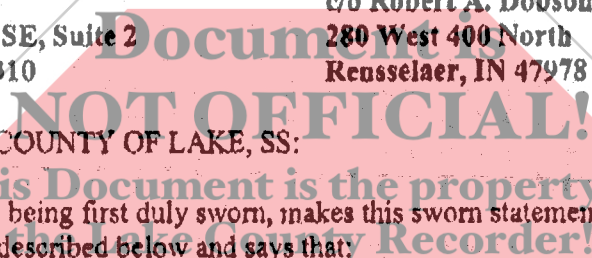 c/o Robert A. Dobson
SE, Suite 2 280 West 400 North
310 Rensselaer, IN 47978
Document is
NOT OFFICIAL!
COUNTY OF LAKE, SS:
is Document is the property
being first duly sworn, makes this sworn statemen
the Lake County Recorder!
described below and says that: